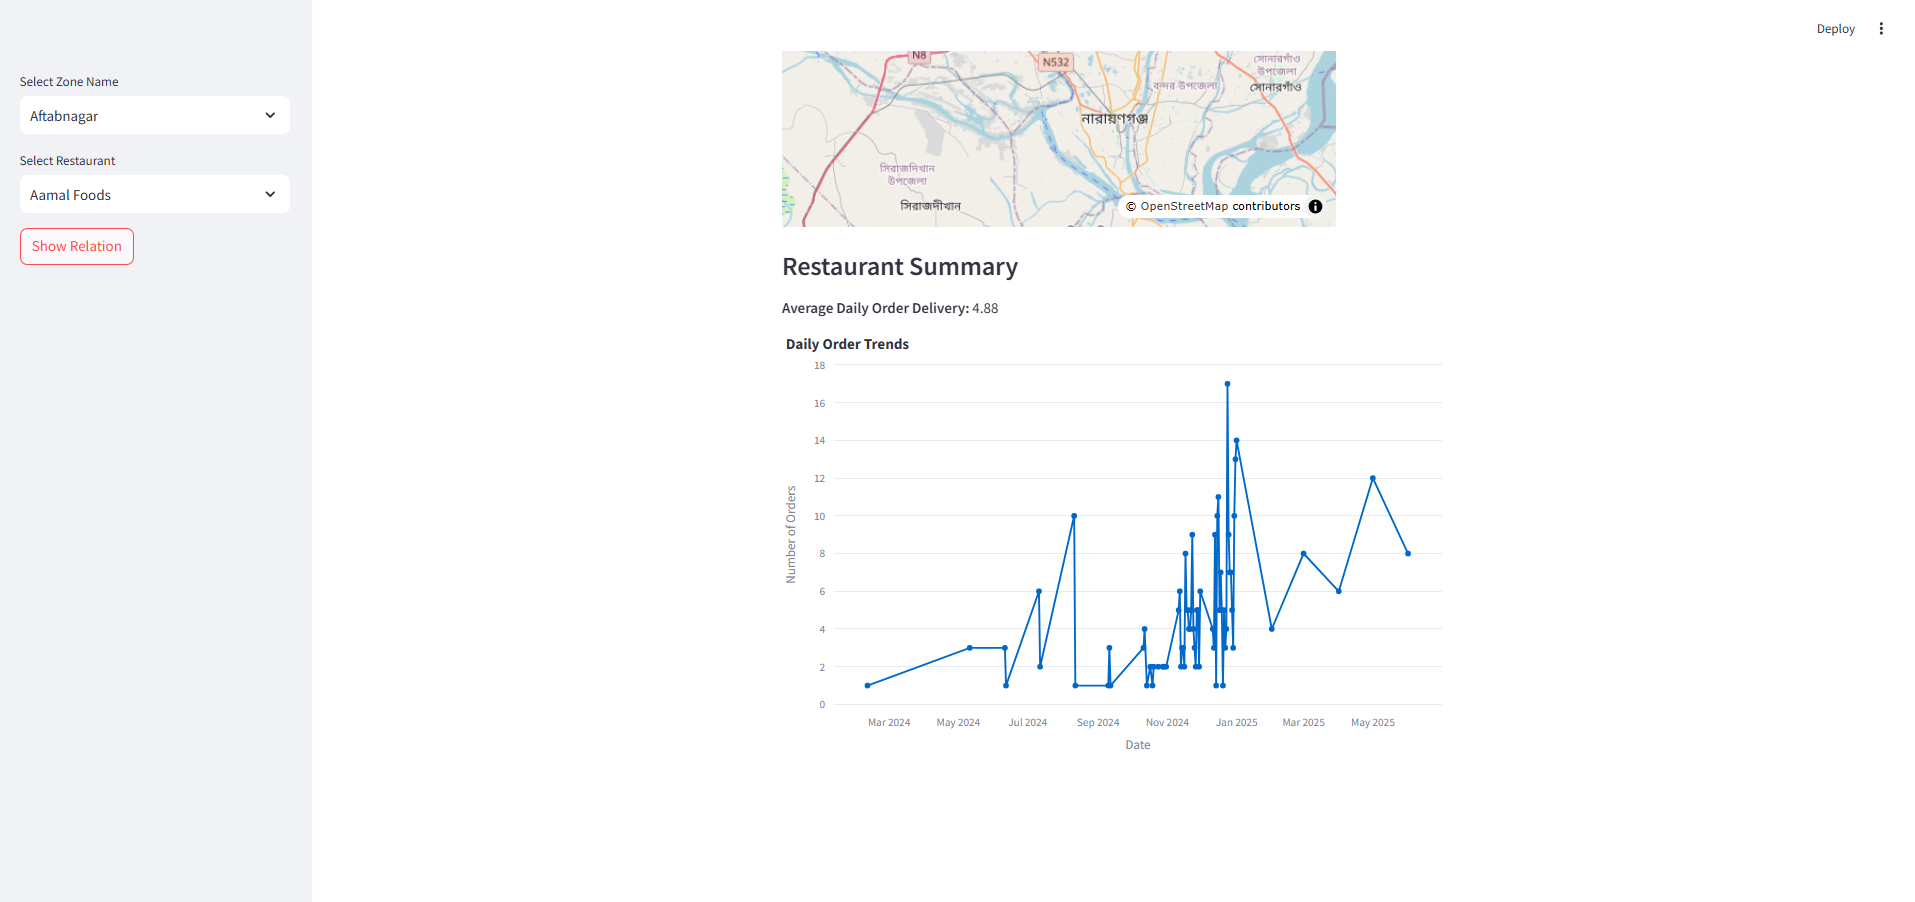 Deploy
Select Zone Name
Aftabnagar
Select Restaurant
Aamal Foods
Show Relation
N8
N532
সোনারগাঁও
উপজেলা
সোনারগাঁও
বন্দর উপজেলা
নারায়ণগঞ্জ
সিরাজদিখান
উপজেলা
সিরাজদীখান
© OpenStreetMap contributors
Restaurant Summary
Average Daily Order Delivery: 4.88
Daily Order Trends
Number of Orders
18
16
14
12
10
8
6
4
2
0
Mar 2024 May 2024 Jul 2024 Sep 2024 Nov 2024 Jan 2025 Mar 2025 May 2025
Date